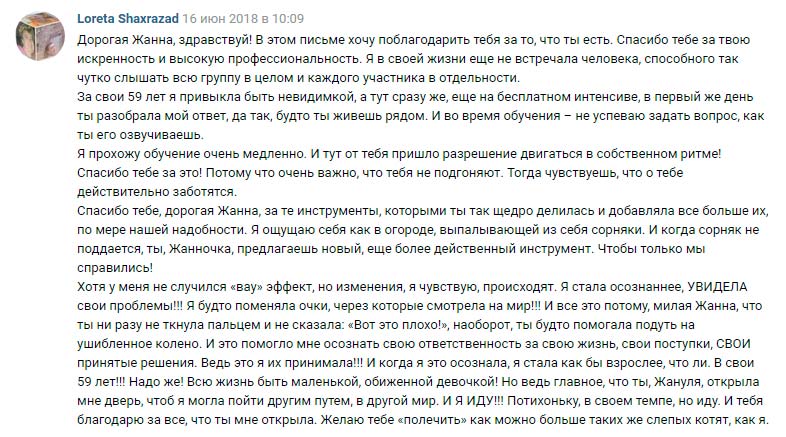 Loreta Shaxrazad 16 июн 2018 в 10:09
Дорогая Жанна, здравствуй! В этом письме хочу поблагодарить тебя за то, что ты есть. Спасибо тебе за твою
искренность и высокую профессиональность. Я в своей жизни еще не встречала человека, способного так
чутко слышать всю группу в целом и каждого участника в отдельности.
За свои 59 лет я привыкла быть невидимкой, а тут сразу же, еще на бесплатном интенсиве, в первый же день
ты разобрала мой ответ, да так, будто ты живешь рядом. И во время обучения – не успеваю задать вопрос, как
ты его озвучиваешь.
Я прохожу обучение очень медленно. И тут от тебя пришло разрешение двигаться в собственном ритме!
Спасибо тебе за это! Потому что очень важно, что тебя не подгоняют. Тогда чувствуешь, что о тебе
действительно заботятся.
Спасибо тебе, дорогая Жанна, за те инструменты, которыми ты так щедро делилась и добавляла все больше их,
по мере нашей надобности. Я ощущаю себя как в огороде, выпалывающей из себя сорняки. И когда сорняк не
поддается, ты, Жанночка, предлагаешь новый, еще более действенный инструмент. Чтобы только мы
справились!
Хотя у меня не случился «вау» эффект, но изменения, я чувствую, происходят. Я стала осознаннее, УВИДЕЛА
свои проблемы!!! Я будто поменяла очки, через которые смотрела на мир!!! И все это потому, милая Жанна, что
ты ни разу не ткнула пальцем и не сказала: «Вот это плохо!», наоборот, ты будто помогала подуть на
ушибленное колено. И это помогло мне осознать свою ответственность за свою жизнь, свои поступки, СВОИ
принятые решения. Ведь это я их принимала!!! И когда я это осознала, я стала как бы взрослее, что ли. В свои
59 лет!!! Надо же! Всю жизнь быть маленькой, обиженной девочкой! Но ведь главное, что ты, Жануля, открыла
мне дверь, чтоб я могла пойти другим путем, в другой мир. И Я ИДУ!!! Потихоньку, в своем темпе, но иду. И тебя
благодарю за все, что ты мне открыла. Желаю тебе «полечить» как можно больше таких же слепых котят, как я.